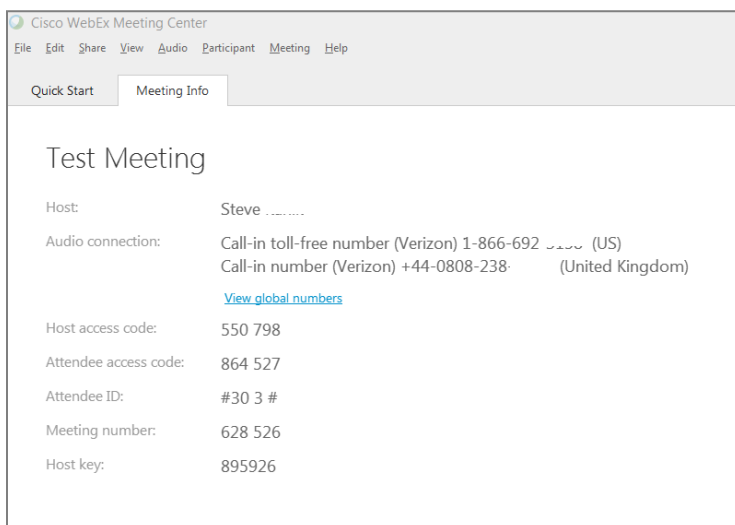 Cisco WebEx Meeting Center
File Edit Share View Audio Participant Meeting Help
Quick Start Meeting Info
Test Meeting
Host: Steve
Audio connection: Call-in toll-free number (Verizon) 1-866-692 (US)
Call-in number (Verizon) +44-0808-238- (United Kingdom)
View global numbers
Host access code: 550 798
Attendee access code: 864 527
Attendee ID: #30 3 #
Meeting number: 628 526
Host key: 895926